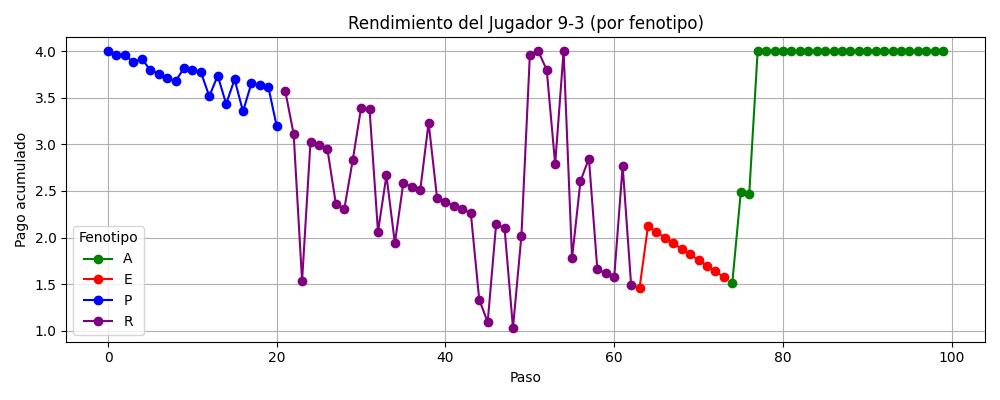 Rendimiento del Jugador 9-3 (por fenotipo)
Pago acumulado
4.0
3.5
3.0
2.5
2.0
1.5
1.0
Fenotipo
A
E
P
R
0 20 40 60 80 100
Paso